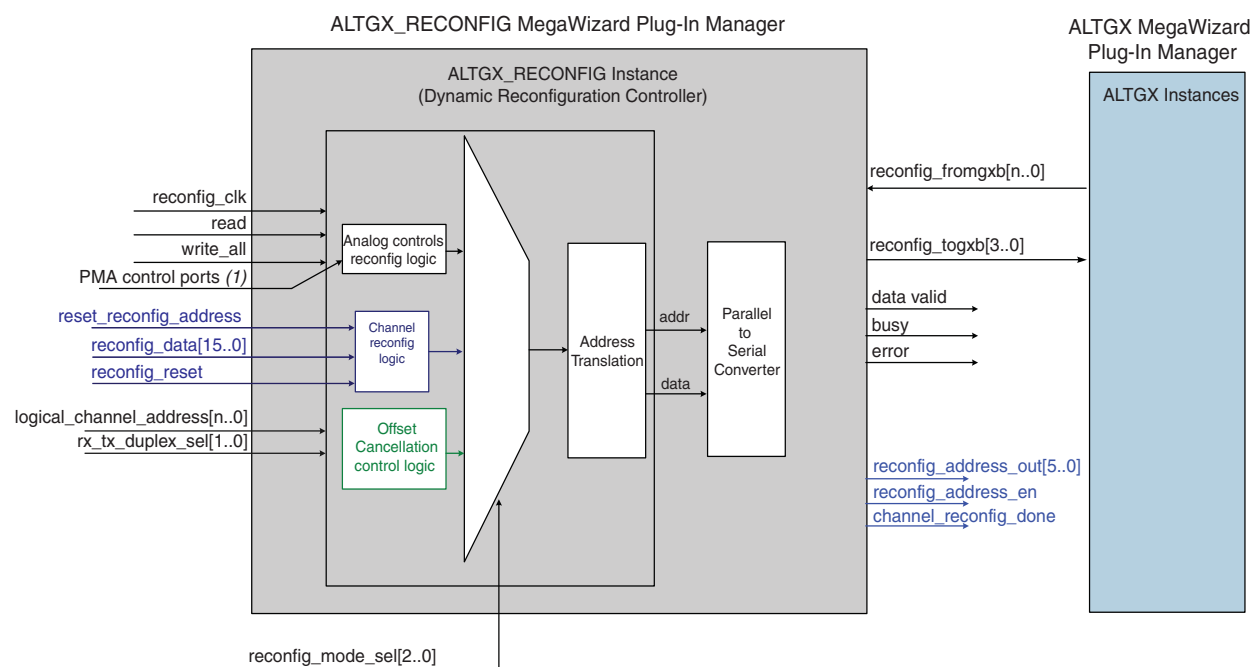 ALTGX_RECONFIG MegaWizard Plug-In Manager
ALTGX MegaWizard
Plug-In Manager
ALTGX_RECONFIG Instance
(Dynamic Reconfiguration Controller)
ALTGX Instances
reconfig_clk
read
write_all
PMA control ports (1)
reset_reconfig_address
reconfig_data[15..0]
reconfig_reset
logical_channel_address[n..0]
rx_tx_duplex_sel[1..0]
Analog controls
reconfig logic
Channel
reconfig
logic
Offset
Cancellation
control logic
Address
Translation
addr
data
Parallel
to
Serial
Converter
reconfig_fromgxb[n..0]
reconfig_togxb[3..0]
data valid
busy
error
reconfig_address_out[5..0]
reconfig_address_en
channel_reconfig_done
reconfig_mode_sel[2..0]